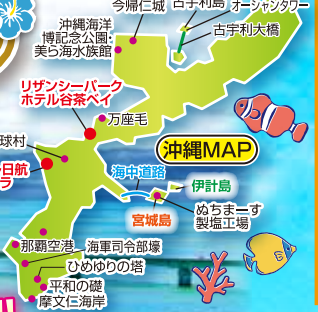 今帰仁城
古宇利島
オーシャンタワー
沖縄海洋
博記念公園・
美ら海水族館
古宇利大橋
リザンシーパーク
ホテル谷茶ベイ
万座毛
球村
沖縄MAP
日航
海中道路
伊計島
宮城島
ぬちまーす
製塩工場
那覇空港
海軍司令部壕
ひめゆりの塔
平和の礎
摩文仁海岸